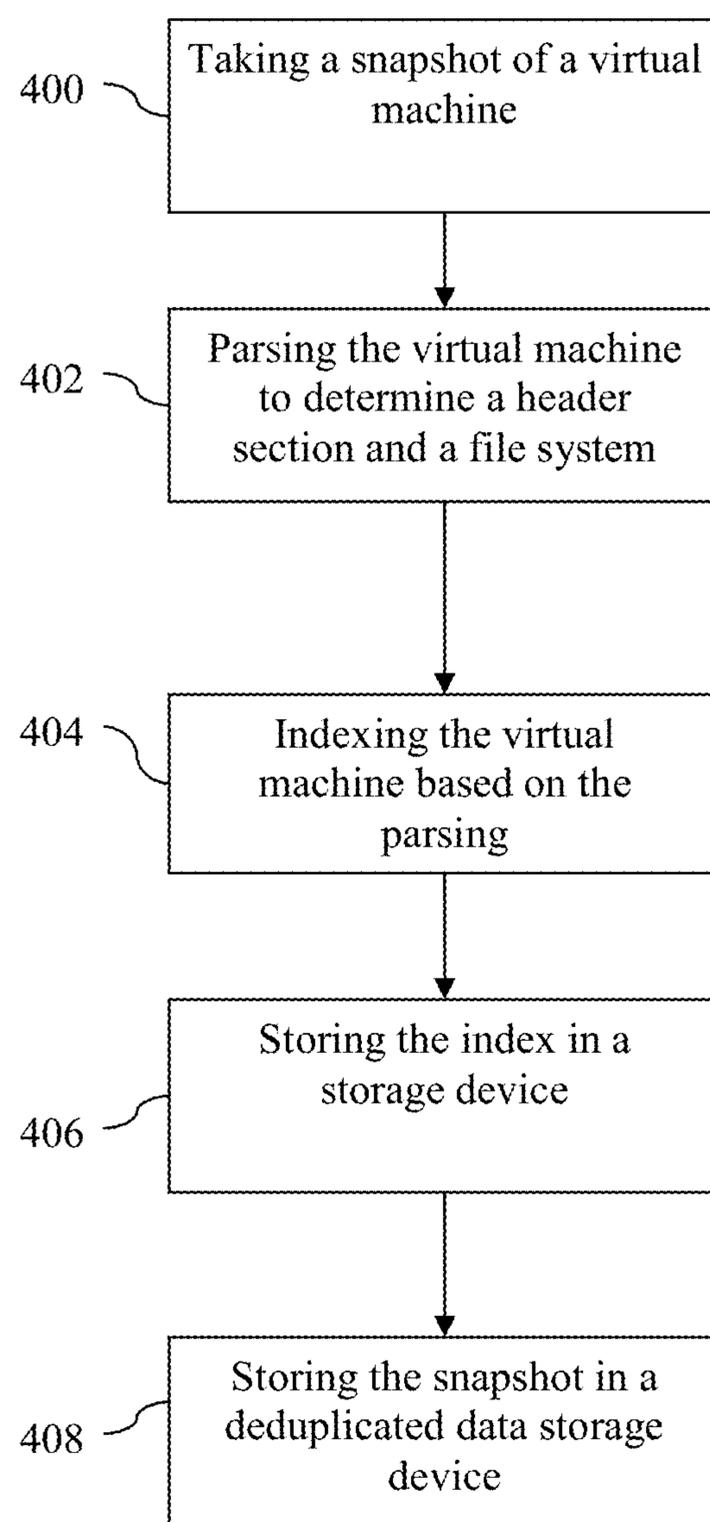 400
Taking a snapshot of a virtual
machine
402
Parsing the virtual machine
to determine a header
section and a file system
404
Indexing the virtual
machine based on the
parsing
406
Storing the index in a
storage device
408
Storing the snapshot in a
deduplicated data storage
device